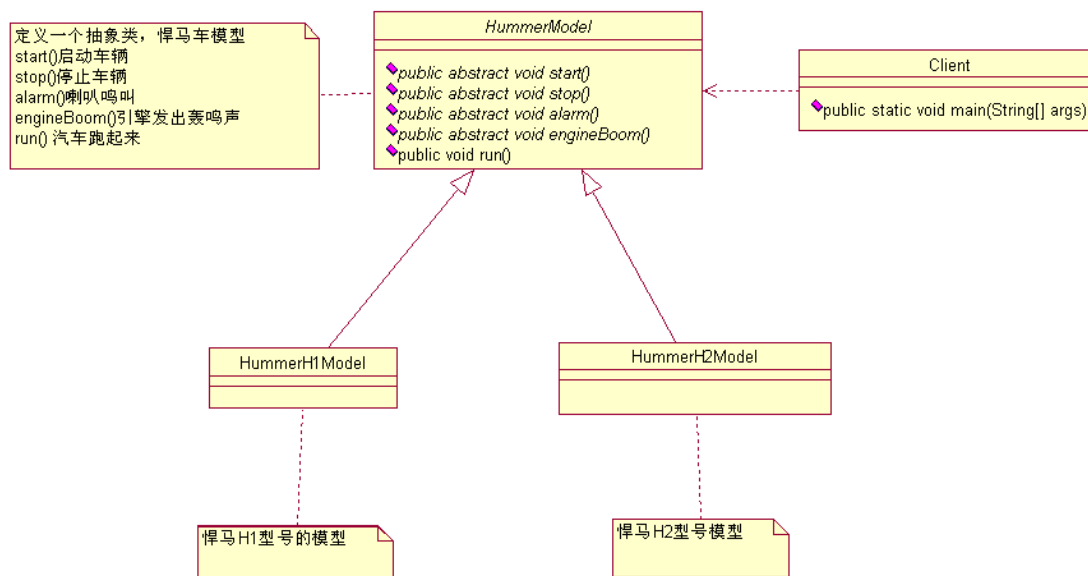 定义一个抽象类，悍马车模型
start()启动车辆
stop()停止车辆
alarm()喇叭鸣叫
engineBoom()引擎发出轰鸣声
run() 汽车跑起来
HummerModel
public abstract void start()
public abstract void stop()
public abstract void alarm()
public abstract void engineBoom()
public void run()
Client
public static void main(String[] args)
HummerH1Model
HummerH2Model
悍马H1型号的模型
悍马H2型号模型